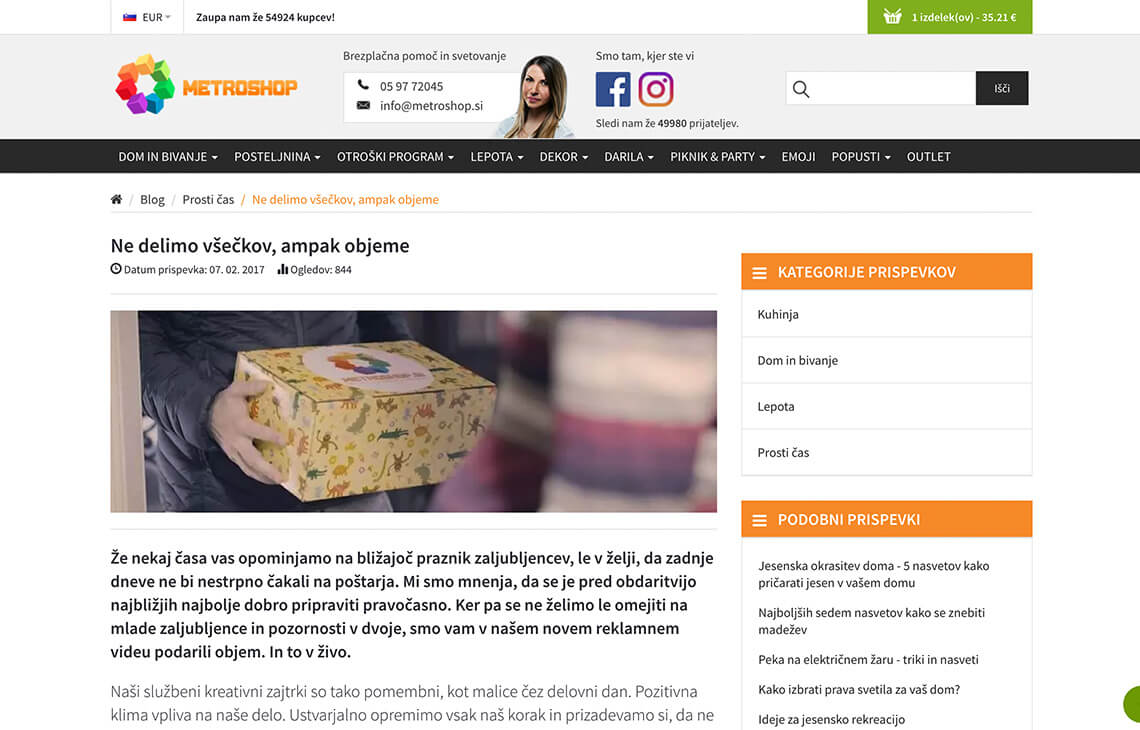 EUR
Zaupa nam že 54924 kupcev!
1 izdelek(ov) - 35.21 €
METROSHOP
Brezplačna pomoč in svetovanje
05 97 72045
info@metroshop.si
Smo tam, kjer ste vi
Sledi nam že 49980 prijateljev.
Išči
DOM IN BIVANJE POSTELJNINA OTROŠKI PROGRAM LEPOTA DEKOR DARILA PIKNIK & PARTY EMOJI POPUSTI OUTLET
/ Blog / Prosti čas / Ne delimo všečkov, ampak objeme
Ne delimo všečkov, ampak objeme
Datum prispevka: 07. 02. 2017 Ogledov: 844
METROSHOP.SI
Že nekaj časa vas opominjamo na bližajoč praznik zaljubljencev, le v želji, da zadnje
dneve ne bi nestrpno čakali na poštarja. Mi smo mnenja, da se je pred obdaritvijo
najbližjih najbolje dobro pripraviti pravočasno. Ker pa se ne želimo le omejiti na
mlade zaljubljence in pozornosti v dvoje, smo vam v našem novem reklamnem
videu podarili objem. In to v živo.
Naši službeni kreativni zajtrki so tako pomembni, kot malice čez delovni dan. Pozitivna
klima vpliva na naše delo. Ustvarjalno opremimo vsak naš korak in prizadevamo si, da ne
KATEGORIJE PRISPEVKOV
Kuhinja
Dom in bivanje
Lepota
Prosti čas
PODOBNI PRISPEVKI
Jesenska okrasitev doma - 5 nasvetov kako
pričarati jesen v vašem domu
Najboljših sedem nasvetov kako se znebiti
madežev
Peka na električnem žaru - triki in nasveti
Kako izbrati prava svetila za vaš dom?
Ideje za jesensko rekreacijo